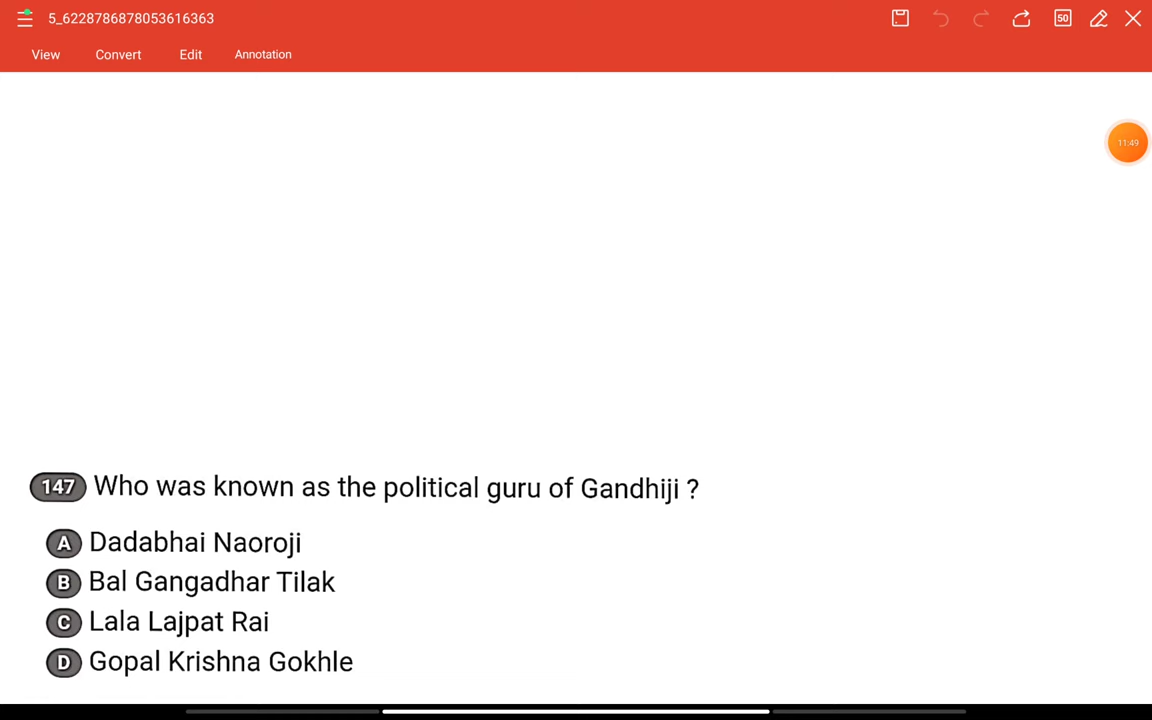 5_6228786878053616363
50
View Convert Edit Annotation
11:49
147 Who was known as the political guru of Gandhiji ?
A Dadabhai Naoroji
B Bal Gangadhar Tilak
C Lala Lajpat Rai
D Gopal Krishna Gokhle